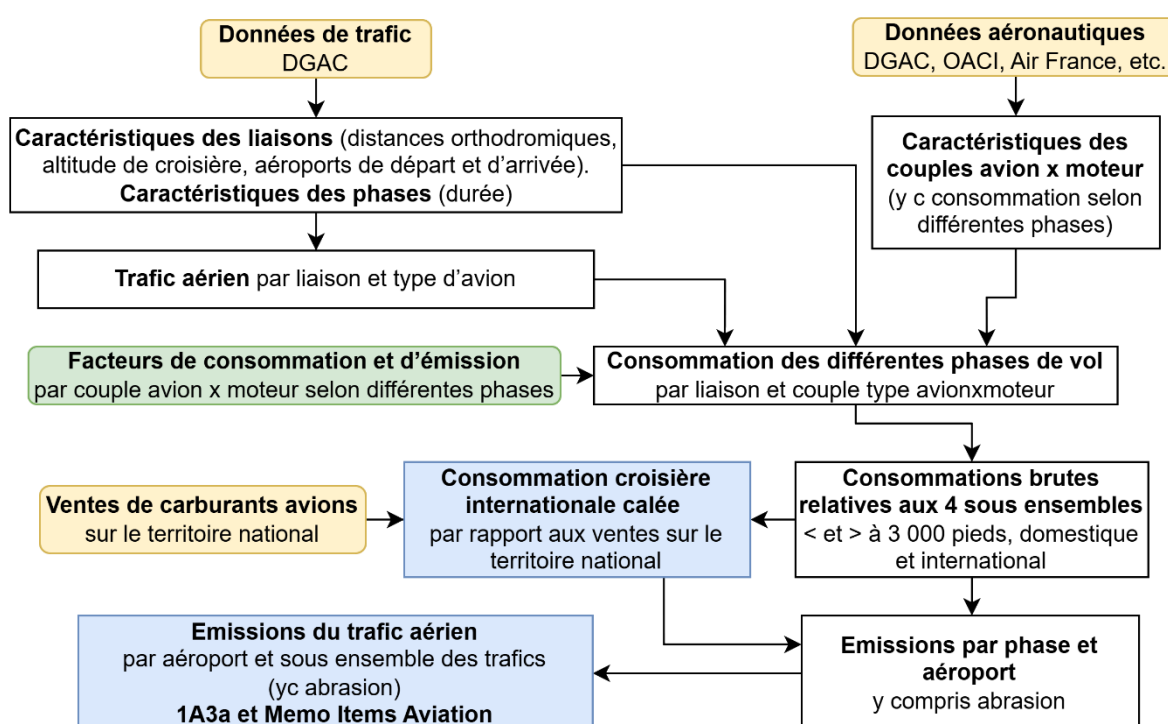 Données de trafic
DGAC
Données aéronautiques
DGAC, OACI, Air France, etc.
Caractéristiques des liaisons (distances orthodromiques,
altitude de croisière, aéroports de départ et d'arrivée).
Caractéristiques des phases (durée)
Caractéristiques des
couples avion x moteur
(y c consommation selon
différentes phases)
Trafic aérien par liaison et type d'avion
Facteurs de consommation et d'émission
par couple avion x moteur selon différentes phases
Consommation des différentes phases de vol
par liaison et couple type avionxmoteur
Ventes de carburants avions
sur le territoire national
Consommation croisière
internationale calée
par rapport aux ventes sur le
territoire national
Consommations brutes
relatives aux 4 sous ensembles
< et > à 3 000 pieds, domestique
et international
Emissions du trafic aérien
par aéroport et sous ensemble des trafics
(yc abrasion)
1A3a et Memo Items Aviation
Emissions par phase et
aéroport
y compris abrasion